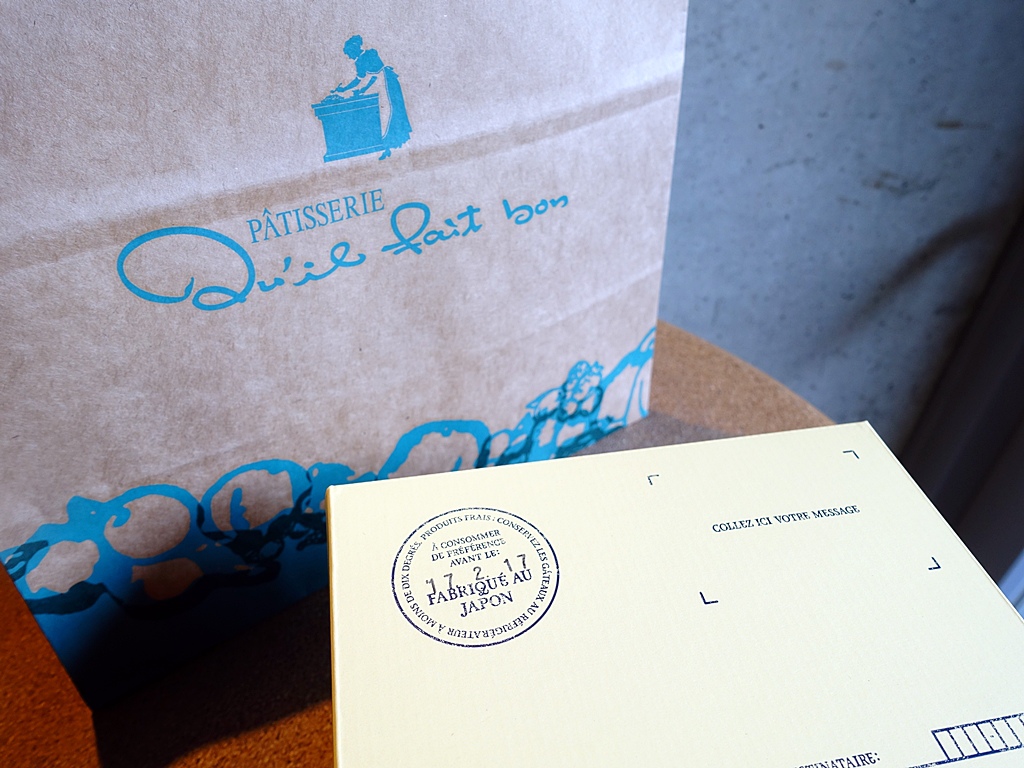 PÂTISSERIE
Qu'il fait bon
COLLEZ ICI VOTRE MESSAGE
PRODUITS FRAIS: CONSERVEZ LES GÂTEAUX AU RÉFRIGÉRATEUR À MOINS DE DIX DEGRÉS.
À CONSOMMER
DE PRÉFÉRENCE
AVANT LE:
17. 2. 17
FABRIQUÉ AU
JAPON